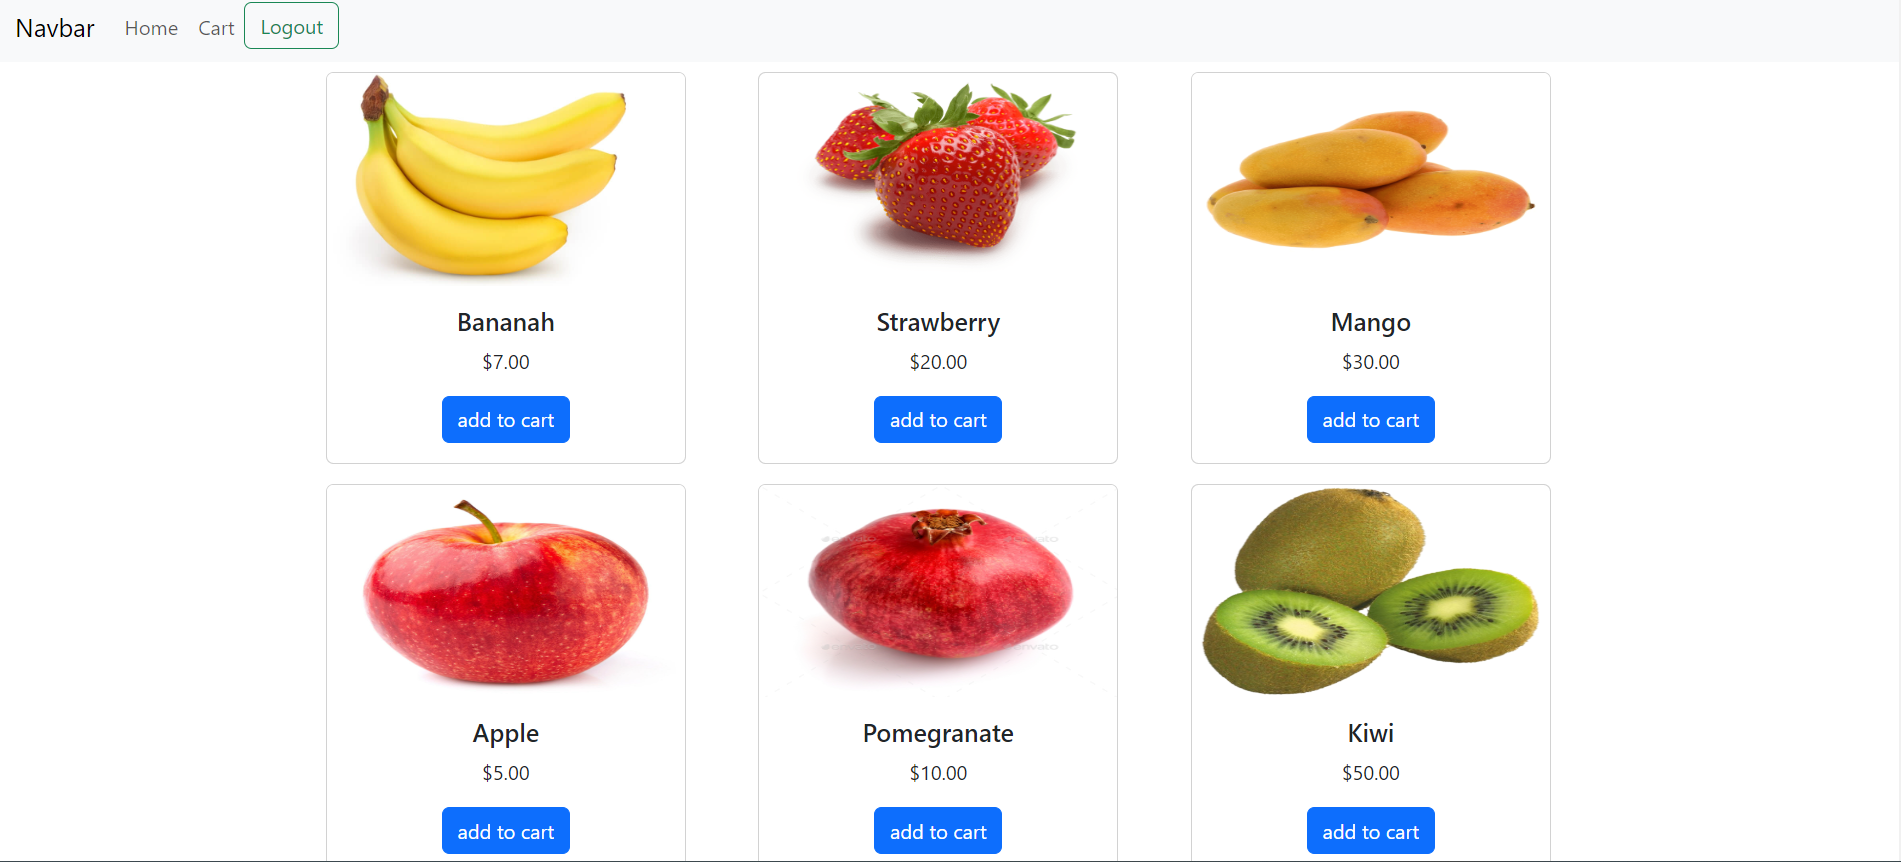 Navbar Home Cart Logout
Bananah Strawberry Mango
$7.00 $20.00 $30.00
add to cart add to cart add to cart
Apple Pomegranate Kiwi
$5.00 $10.00 $50.00
add to cart add to cart add to cart